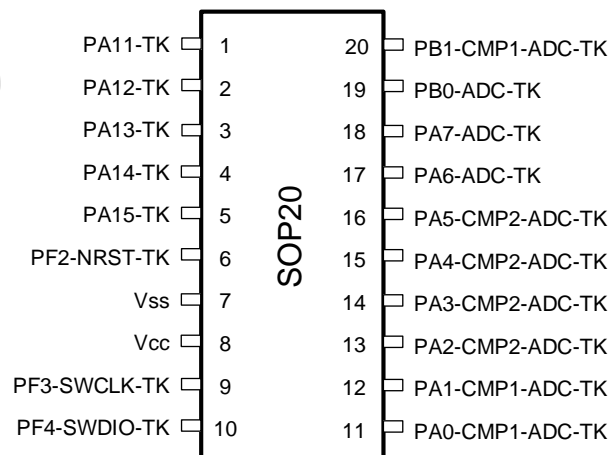 PA11-TK 1 20 PB1-CMP1-ADC-TK
PA12-TK 2 19 PB0-ADC-TK
PA13-TK 3 18 PA7-ADC-TK
PA14-TK 4 17 PA6-ADC-TK
PA15-TK 5 16 PA5-CMP2-ADC-TK
PF2-NRST-TK 6 15 PA4-CMP2-ADC-TK
Vss 7 14 PA3-CMP2-ADC-TK
Vcc 8 13 PA2-CMP2-ADC-TK
PF3-SWCLK-TK 9 12 PA1-CMP1-ADC-TK
PF4-SWDIO-TK 10 11 PA0-CMP1-ADC-TK
SOP20